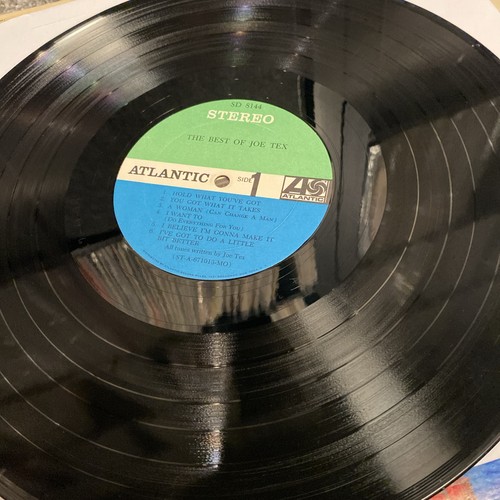 SD 8144
STEREO
THE BEST OF JOE TEX
ATLANTIC
SIDE 1
ATLANTIC
1. HOLD WHAT YOU'VE GOT
2. YOU GOT WHAT IT TAKES
3. A WOMAN (Can Change A Man)
4. I WANT TO
(Do Everything For You)
5. I BELIEVE I'M GONNA MAKE IT
6. I'VE GOT TO DO A LITTLE
BIT BETTER
All tunes written by Joe Tex